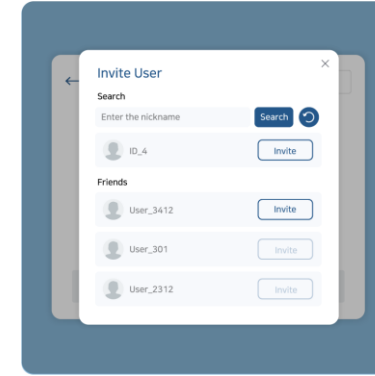 Invite User
Search
Enter the nickname Search
ID_4 Invite
Friends
User_3412 Invite
User_301 Invite
User_2312 Invite